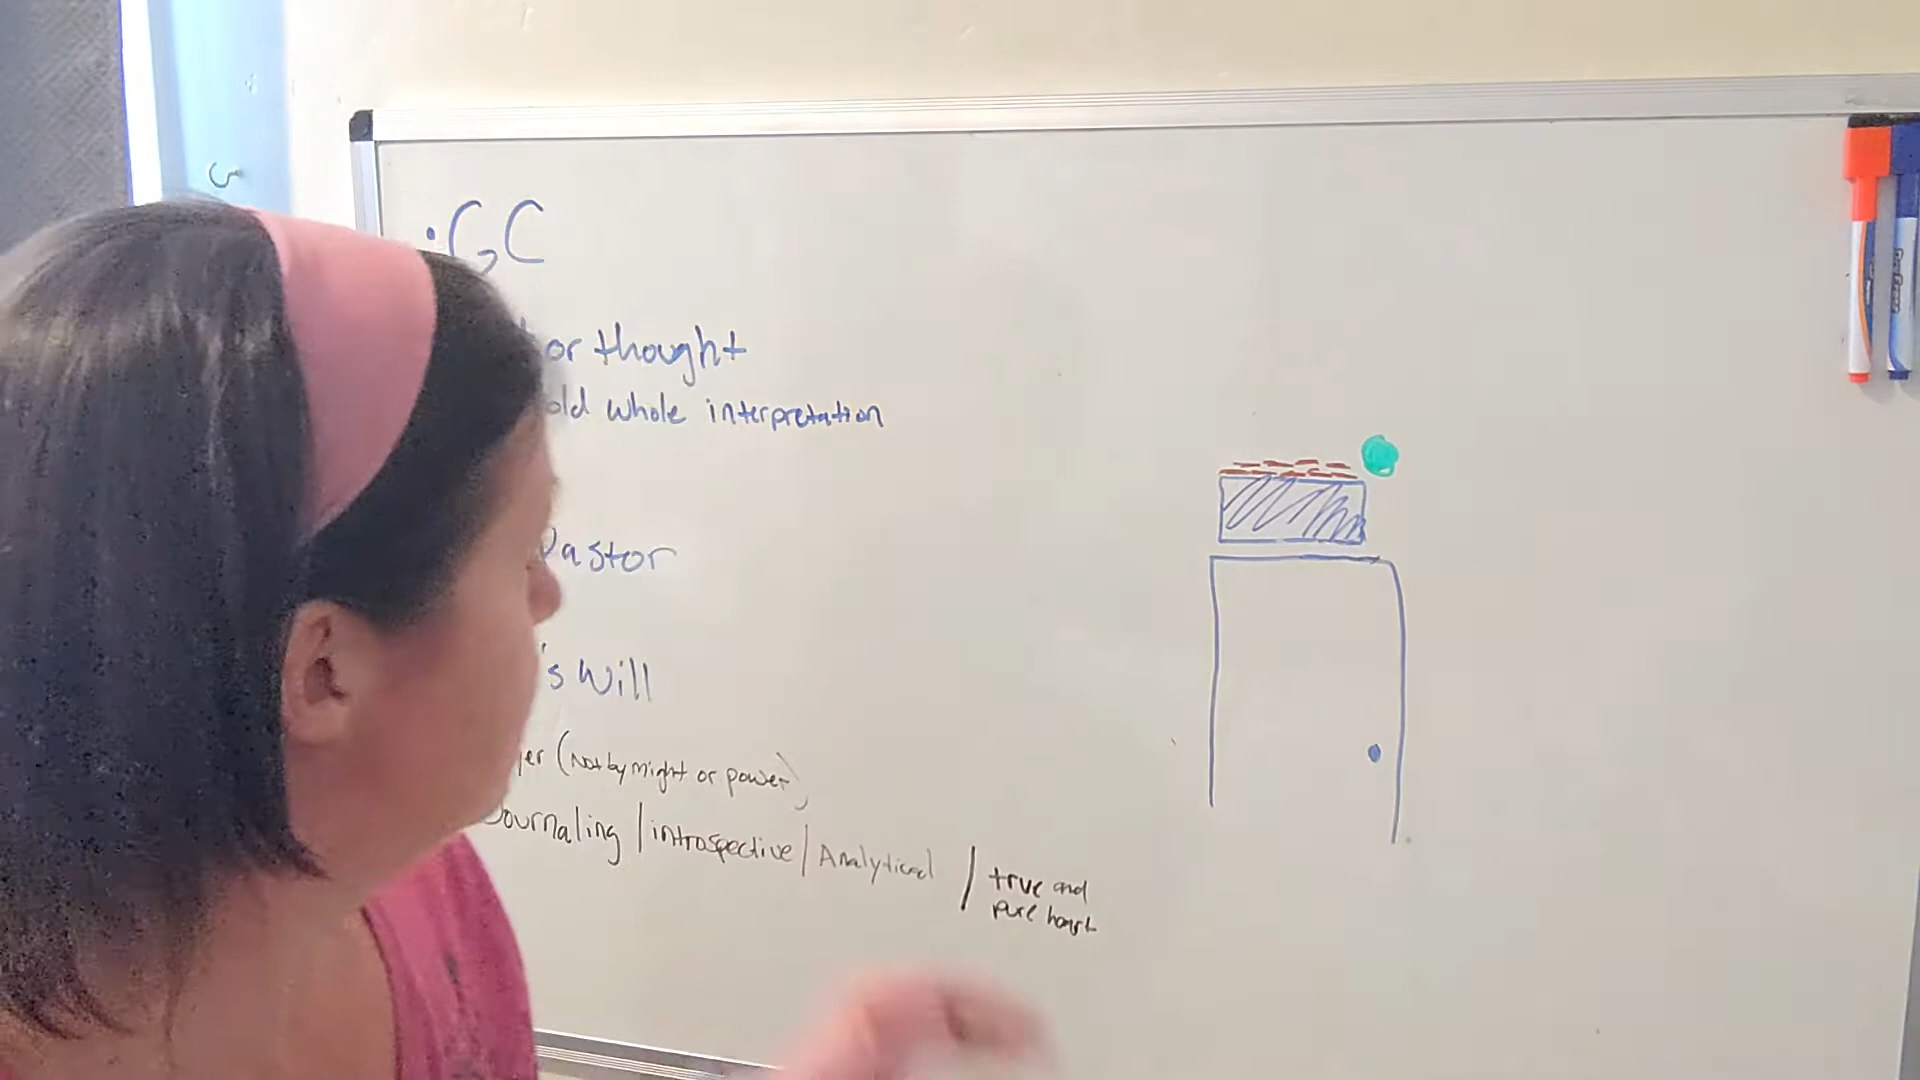 • GC
or thought
old whole interpretation
Pastor
's Will
yer (Not by might or power)
Journaling / introspective / Analytical / true and
pure heart